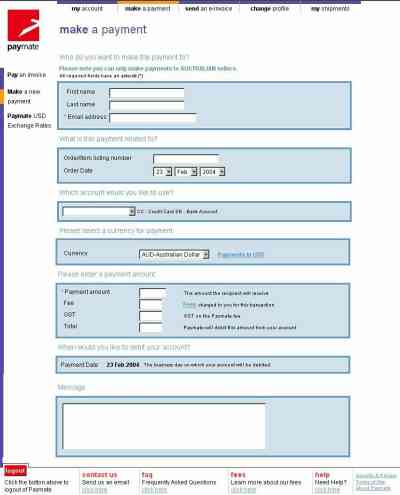 my account
make a payment
send an e-invoice
change profile
my shipments
paymate
make a payment
Who do you want to make this payment to?
Please note you can only make payments to AUSTRALIAN sellers.
All required fields have an asterisk (*)
Pay an invoice
Make a new
payment
Paymate USD
Exchange Rates
First name
Last name
* Email address
What is this payment related to?
Order/Item listing number
Order Date
23 Feb 2004
Which account would you like to use?
CC - Credit Card BA - Bank Account
Please select a currency for payment
Currency
AUD-Australian Dollar
Payments in USD
Please enter a payment amount
* Payment amount
The amount the recipient will receive
Fee
Fees charged to you for this transaction
GST
GST on the Paymate fee
Total
Paymate will debit this amount from your account
When would you like to debit your account?
Payment Date 23 Feb 2004 The business day on which your account will be debited
Message
logout
Click the button above to
logout of Paymate
contact us
Send us an email
click here
faq
Frequently Asked Questions
click here
fees
Learn more about our fees
click here
help
Need Help?
click here
Security & Privacy
Terms of Use
About Paymate